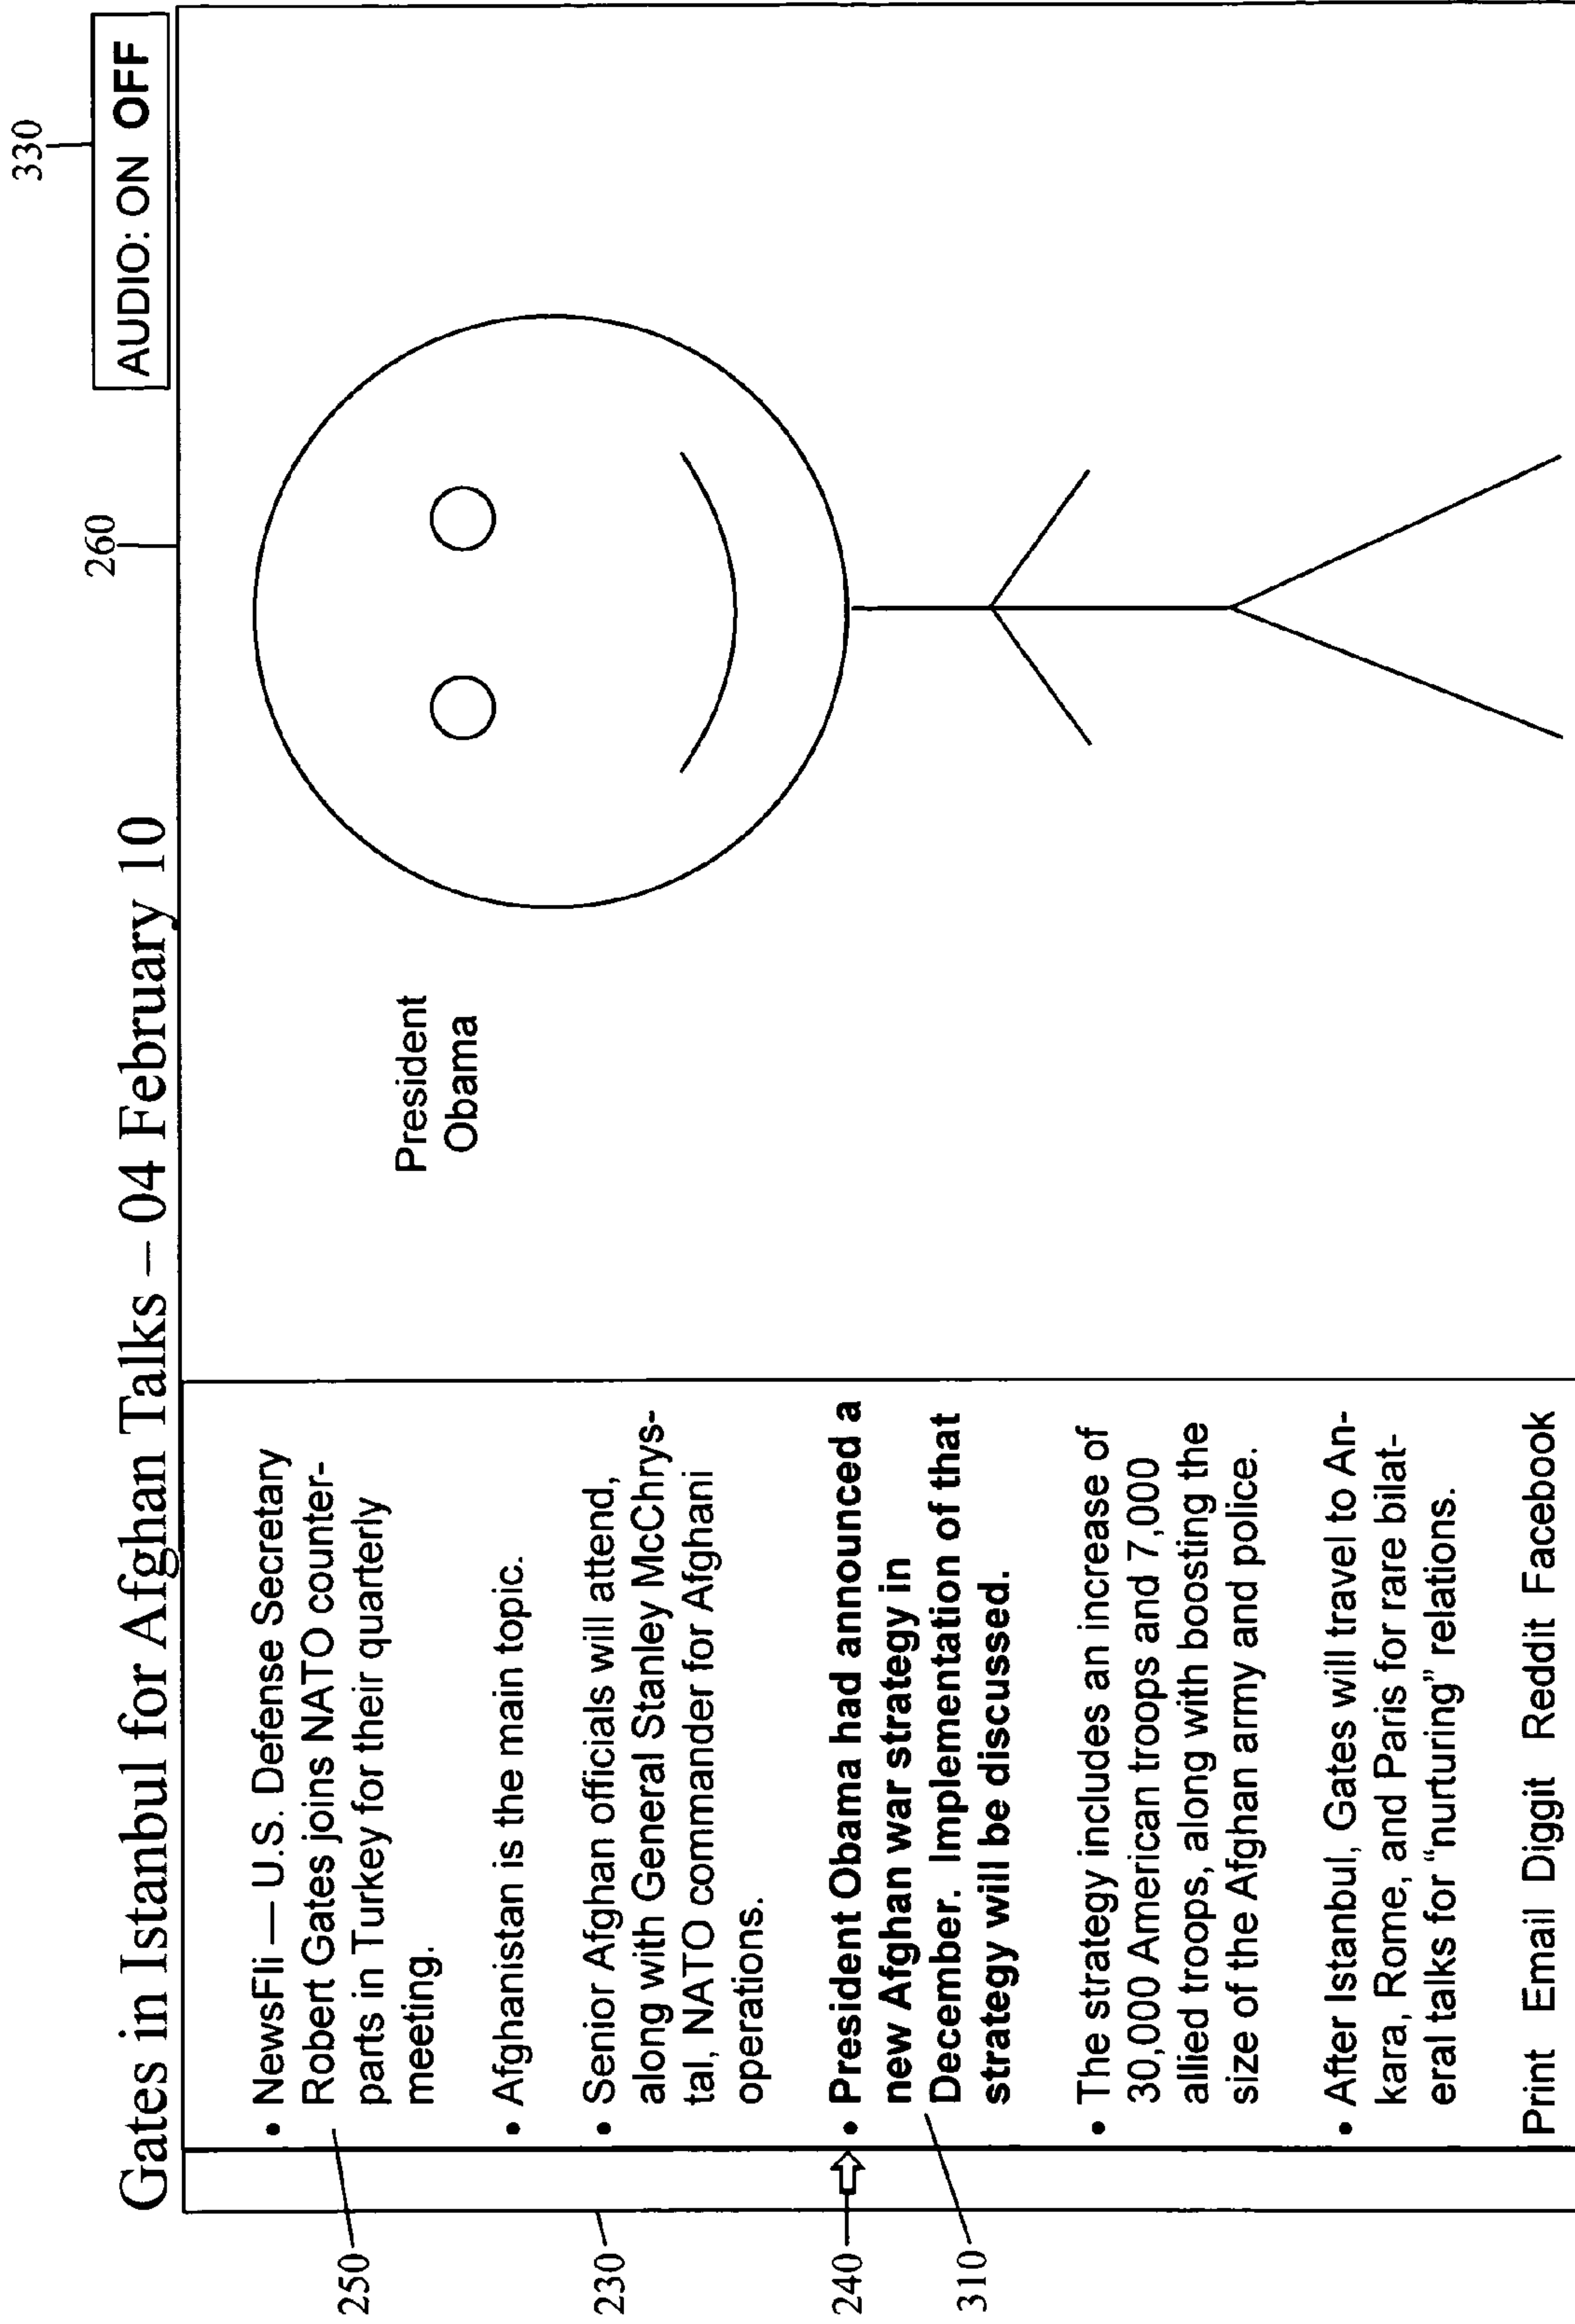 330
AUDIO: ON OFF
260
Gates in Istanbul for Afghan Talks – 04 February 10
250
• NewsFli — U.S. Defense Secretary
Robert Gates joins NATO counter-
parts in Turkey for their quarterly
meeting.
• Afghanistan is the main topic.
230
• Senior Afghan officials will attend,
along with General Stanley McChrys-
tal, NATO commander for Afghani
operations.
240
• President Obama had announced a
new Afghan war strategy in
December. Implementation of that
strategy will be discussed.
310
• The strategy includes an increase of
30,000 American troops and 7,000
allied troops, along with boosting the
size of the Afghan army and police.
• After Istanbul, Gates will travel to An-
kara, Rome, and Paris for rare bilat-
eral talks for “nurturing” relations.
Print Email Diggit Reddit Facebook
President
Obama